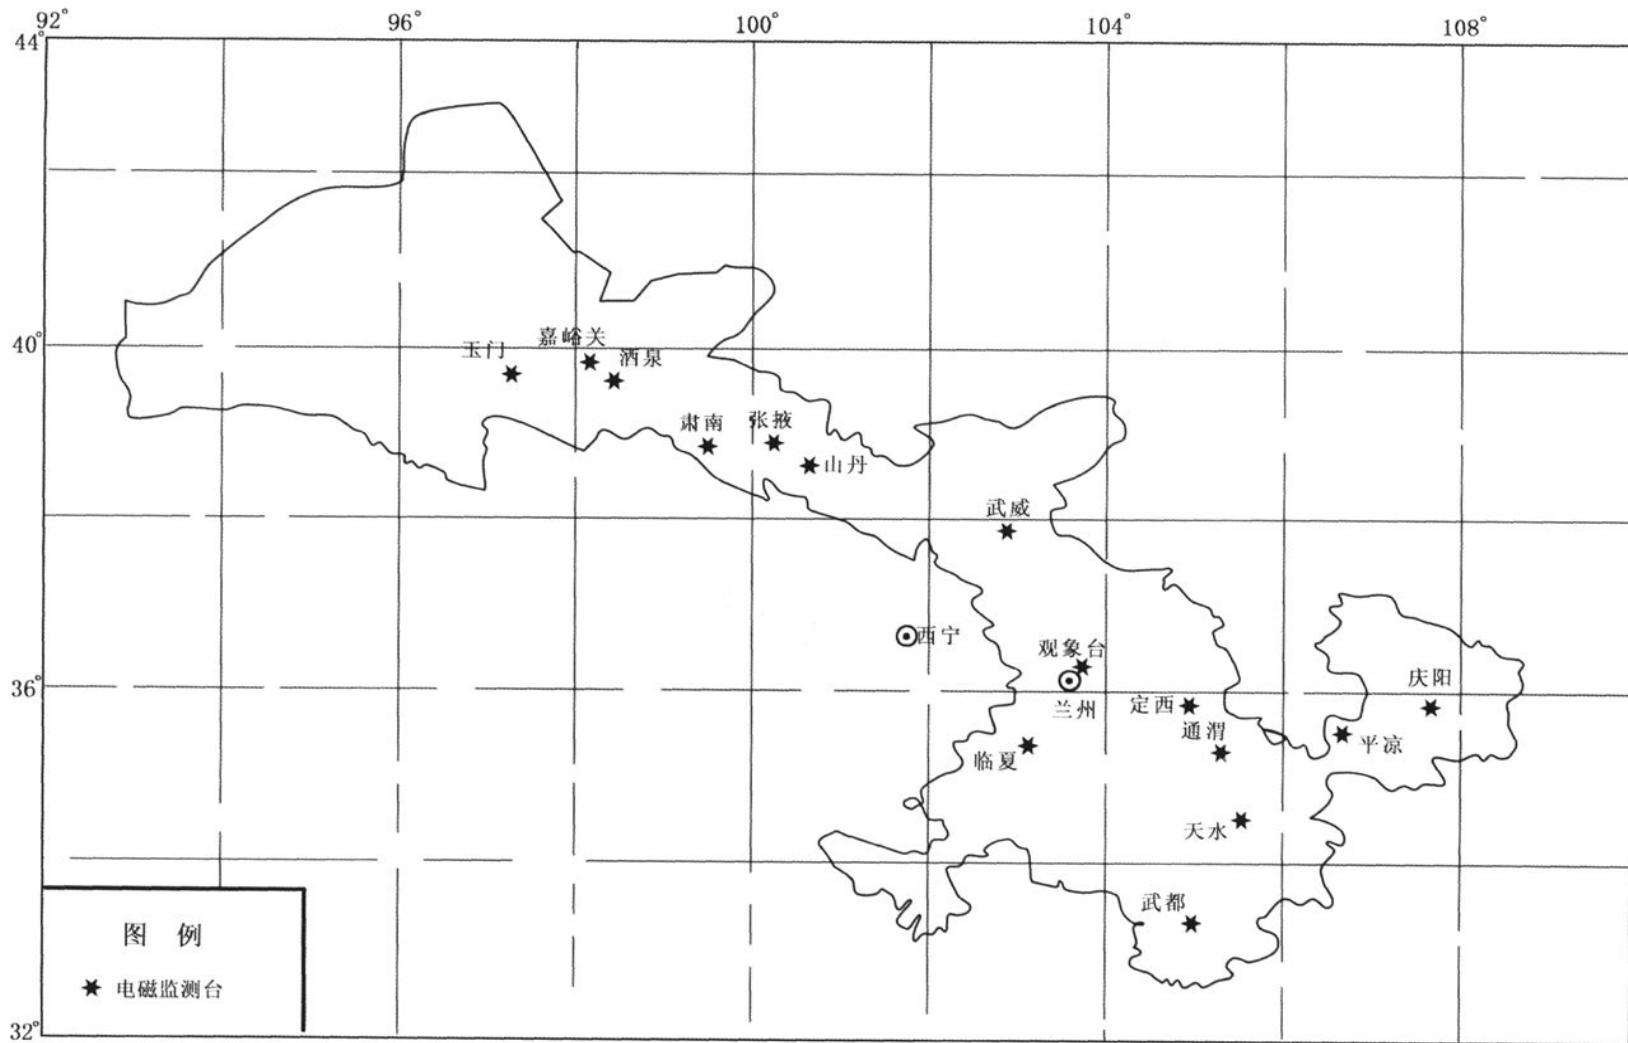 92° 96° 100° 104° 108°
44°
嘉峪关
40°
玉门
酒泉
肃南 张掖
山丹
武威
西宁
观象台
庆阳
36°
兰州
定西
通渭
平凉
临夏
天水
武都
图 例
电磁监测台
32°